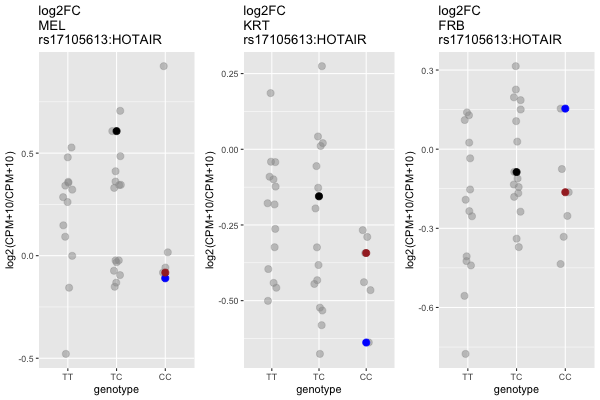 log2FC
MEL
rs17105613:HOTAIR
log2(CPM+10/CPM+10)
0.5
0.0
-0.5
TT TC CC
genotype
log2FC
KRT
rs17105613:HOTAIR
log2(CPM+10/CPM+10)
0.25
0.00
-0.25
-0.50
TT TC CC
genotype
log2FC
FRB
rs17105613:HOTAIR
log2(CPM+10/CPM+10)
0.3
0.0
-0.3
-0.6
TT TC CC
genotype